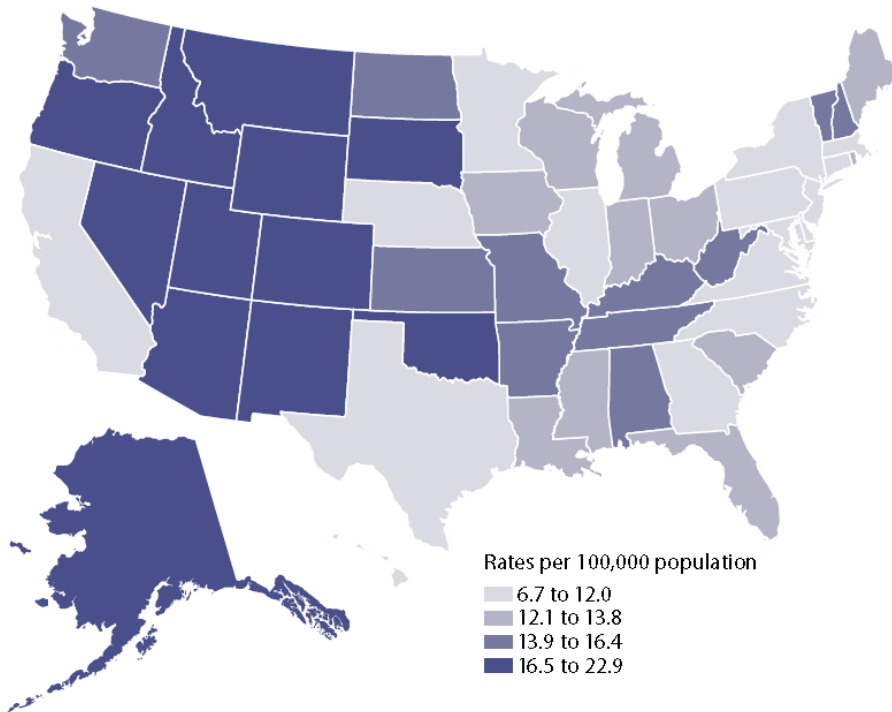 Rates per 100,000 population
6.7 to 12.0
12.1 to 13.8
13.9 to 16.4
16.5 to 22.9